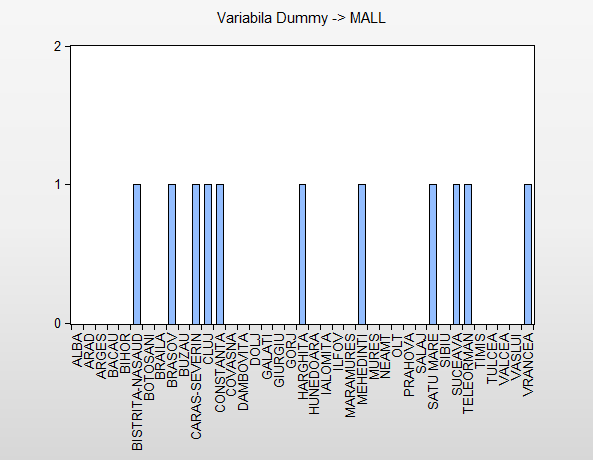 Variabila Dummy -> MALL
2
1
0
ALBA
ARAD
ARGES
BACAU
BIHOR
BISTRITA-NASAUD
BOTOSANI
BRAILA
BRASOV
BUZAU
CARAS-SEVERIN
CLUJ
CONSTANTA
COVASNA
DAMBOVITA
DOLJ
GALATI
GIURGIU
GORJ
HARGHITA
HUNEDOARA
IALOMITA
ILFOV
MARAMURES
MEHEDINTI
MURES
NEAMT
OLT
PRAHOVA
SALAJ
SATU MARE
SIBIU
SUCEAVA
TELEORMAN
TIMIS
TULCEA
VALCEA
VASLUI
VRANCEA